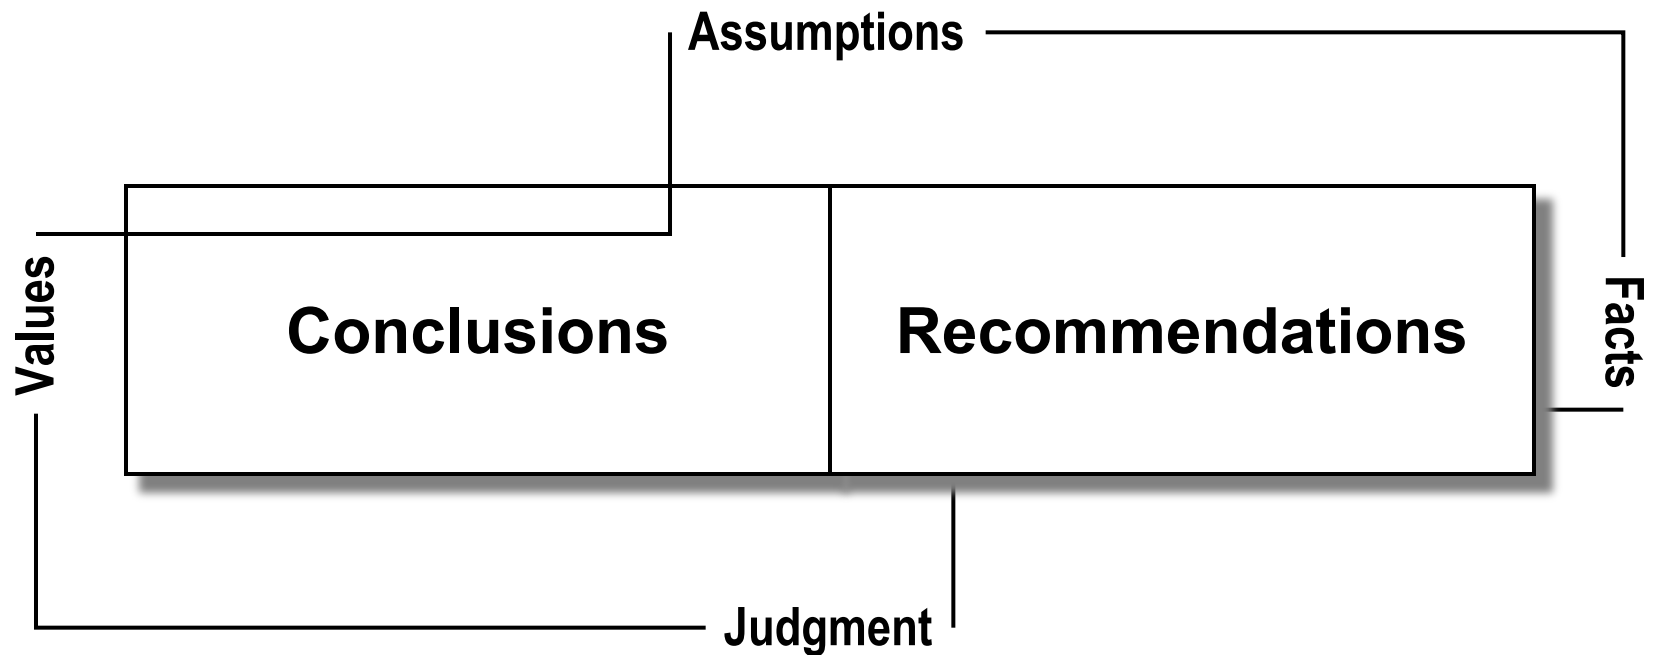 Assumptions
Values
Conclusions
Recommendations
Facts
Judgment